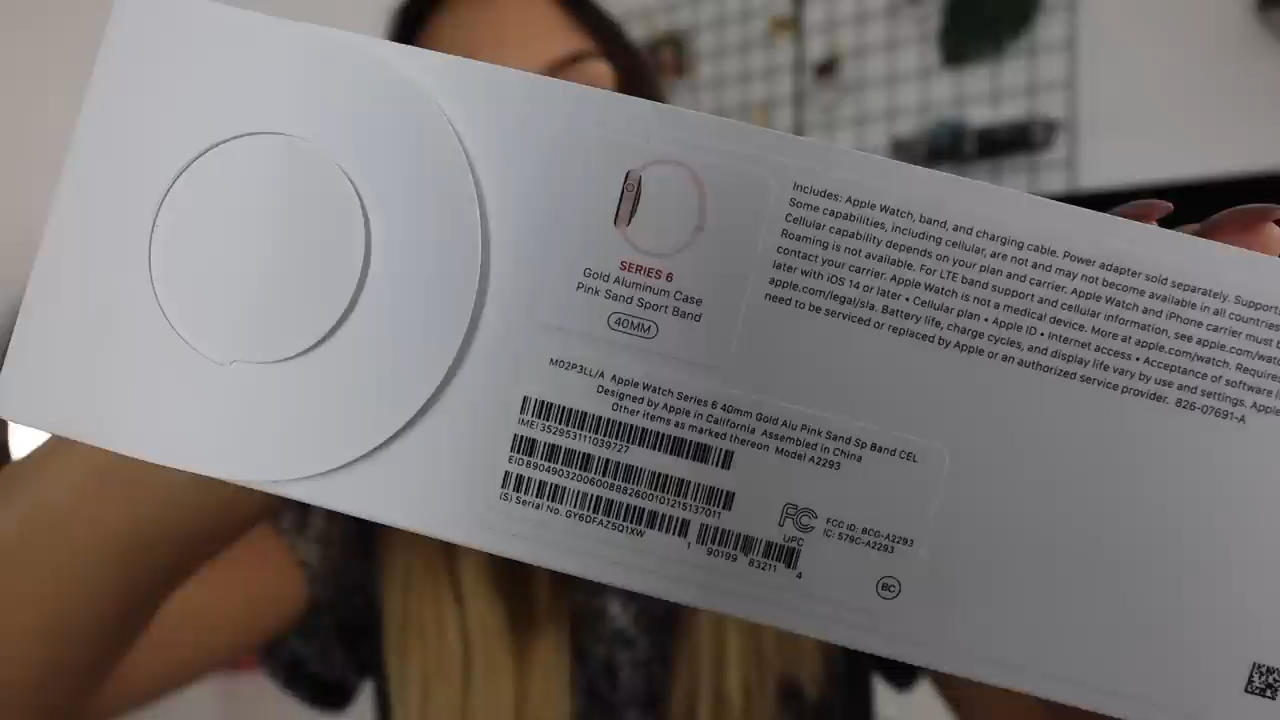 SERIES 6
Gold Aluminum Case
Pink Sand Sport Band
40MM
Includes: Apple Watch, band, and charging cable. Power adapter sold separately.
Some capabilities, including cellular, are not and may not become available in all countries
Cellular capability depends on your plan and carrier. Apple Watch and iPhone carrier must
Roaming is not available. For LTE band support and cellular information, see
contact your carrier. Apple Watch is not a medical device. More at apple.com/watch.
later with iOS 14 or later • Cellular plan • Apple ID • Internet access • Acceptance of software
apple.com/legal/sla. Battery life, charge cycles, and display life vary by use and settings.
need to be serviced or replaced by Apple or an authorized service provider. 826-07691-A
M02P3LL/A Apple Watch Series 6 40mm Gold Alu Pink Sand Sp Band CEL
Designed by Apple in California Assembled in China
Other items as marked thereon Model A2293
IMEI 352953111039727
EID 89049032006008882600101215137011
(S) Serial No. GY6DFAZ5Q1XW
UPC
1 90199 83211 4
FC
FCC ID: BCG-A2293
IC: 579C-A2293
BC